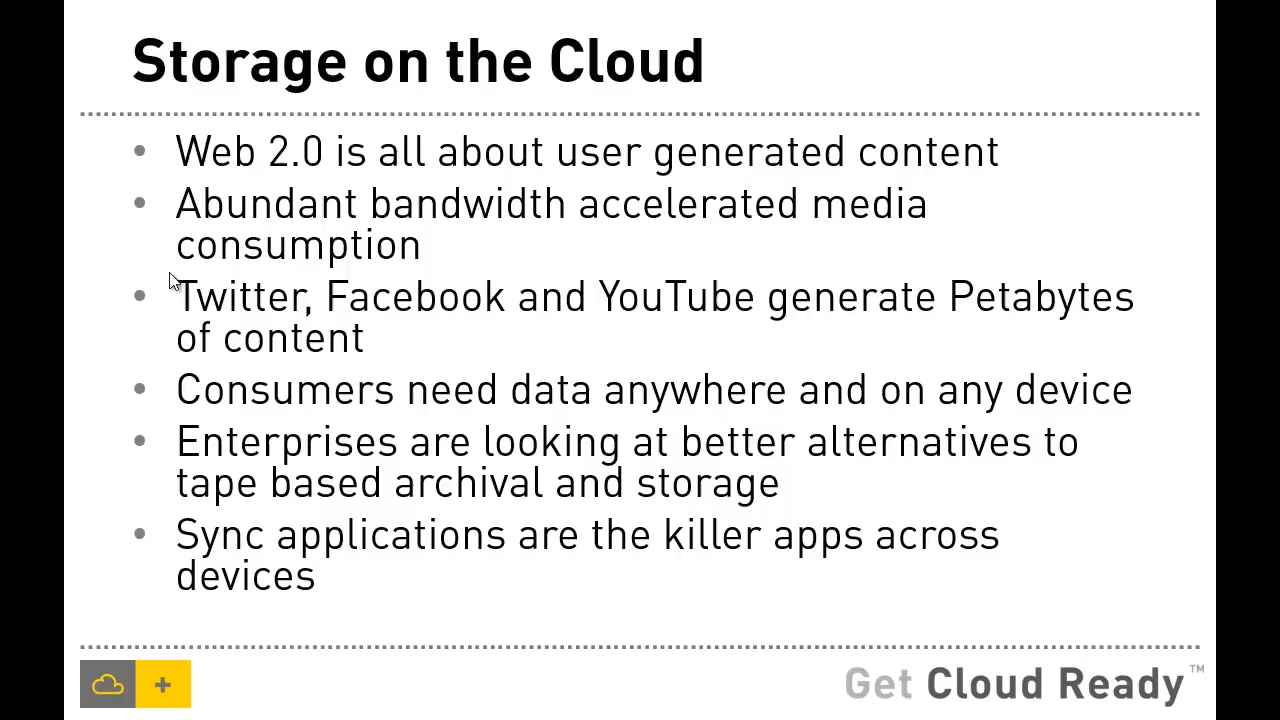 Storage on the Cloud
• Web 2.0 is all about user generated content
• Abundant bandwidth accelerated media
consumption
• Twitter, Facebook and YouTube generate Petabytes
of content
• Consumers need data anywhere and on any device
• Enterprises are looking at better alternatives to
tape based archival and storage
• Sync applications are the killer apps across
devices
+
Get Cloud Ready™